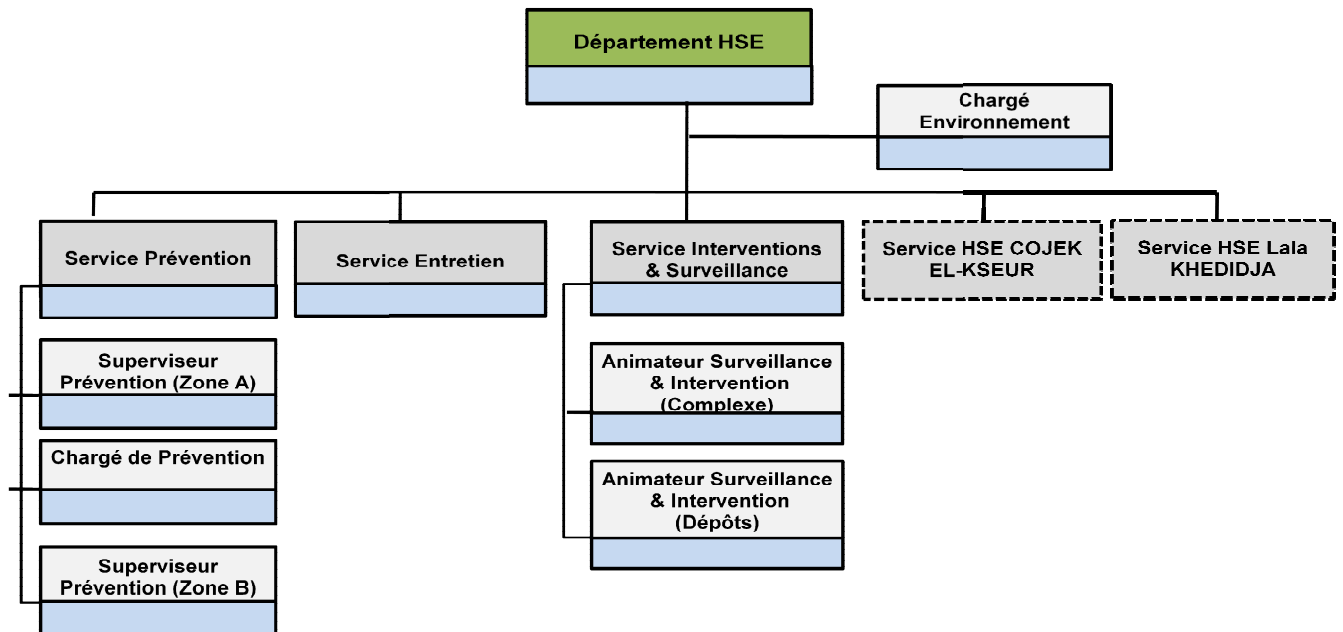 Département HSE
Chargé
Environnement
Service Prévention
Service Entretien
Service Interventions
& Surveillance
Service HSE COJEK
EL-KSEUR
Service HSE Lala
KHEDIDJA
Superviseur
Prévention (Zone A)
Chargé de Prévention
Superviseur
Prévention (Zone B)
Animateur Surveillance
& Intervention
(Complexe)
Animateur Surveillance
& Intervention
(Dépôts)